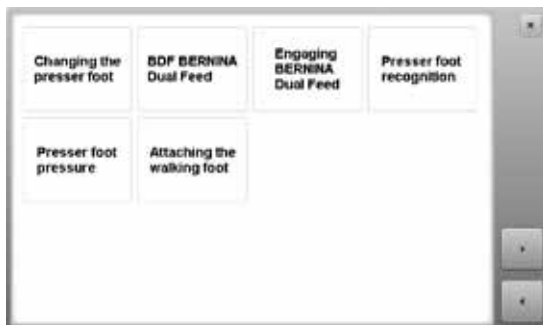 Changing the
presser foot
BDF BERNINA
Dual Feed
Engaging
BERNINA
Dual Feed
Presser foot
recognition
Presser foot
pressure
Attaching the
walking foot